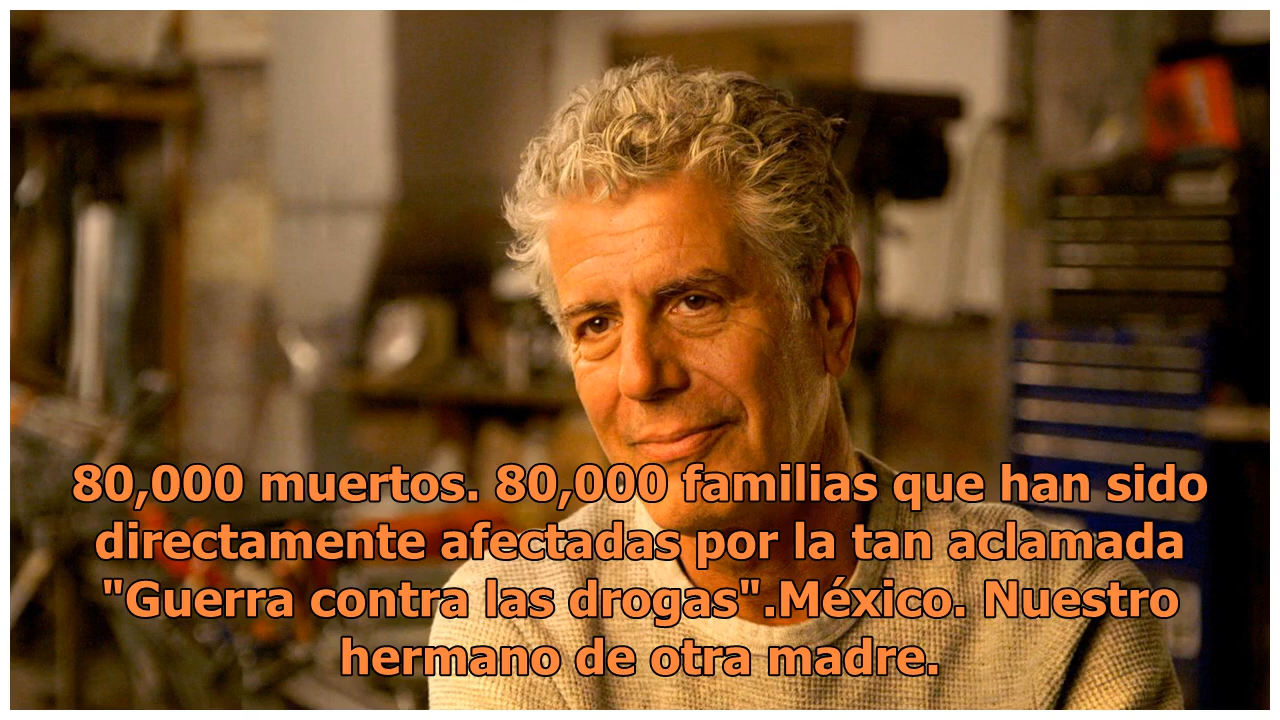 80,000 muertos. 80,000 familias que han sido
directamente afectadas por la tan aclamada
"Guerra contra las drogas".México. Nuestro
hermano de otra madre.